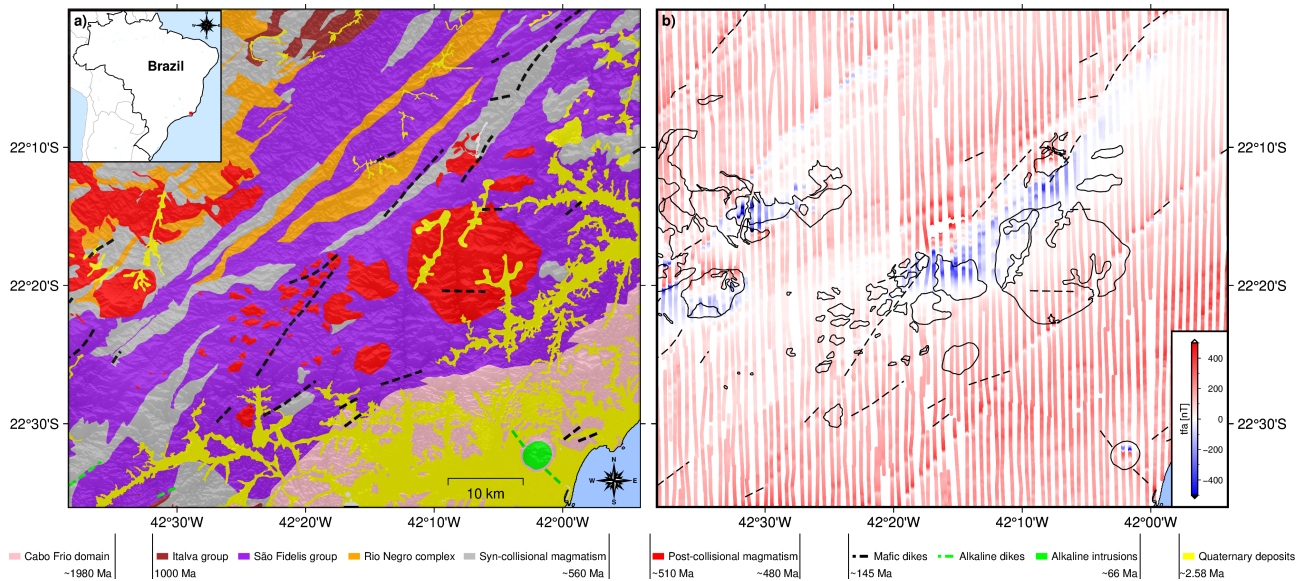 a)
Brazil
b)
22°10'S
22°20'S
22°30'S
22°10'S
22°20'S
22°30'S
N
W E
S
10 km
400
200
0
−200
−400
tfa [nT]
42°30'W 42°20'W 42°10'W 42°00'W
42°30'W 42°20'W 42°10'W 42°00'W
Cabo Frio domain Italva group São Fidelis group Rio Negro complex Syn-collisional magmatism Post-collisional magmatism Mafic dikes Alkaline dikes Alkaline intrusions Quaternary deposits
~1980 Ma 1000 Ma ~560 Ma ~510 Ma ~480 Ma ~145 Ma ~66 Ma ~2.58 Ma